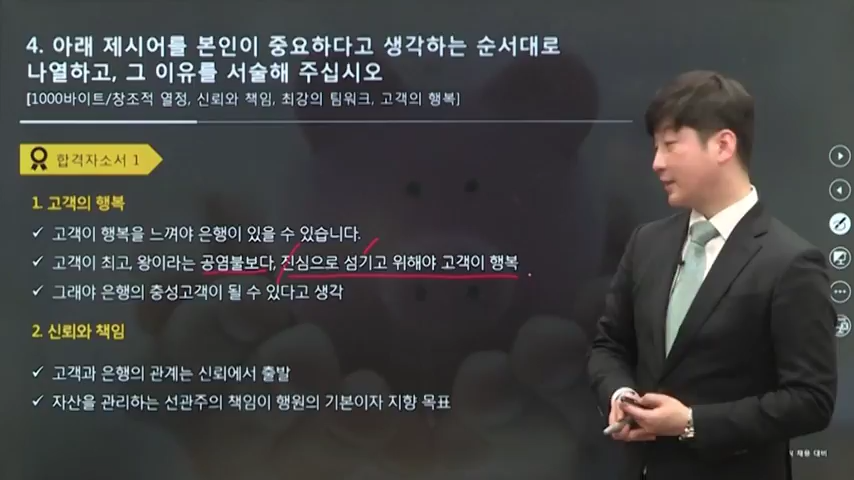 4. 아래 제시어를 본인이 중요하다고 생각하는 순서대로
나열하고, 그 이유를 서술해 주십시오
[1000바이트/창조적 열정, 신뢰와 책임, 최강의 팀워크, 고객의 행복]
합격자소서 1
1. 고객의 행복
✓ 고객이 행복을 느껴야 은행이 있을 수 있습니다.
✓ 고객이 최고, 왕이라는 공염불보다, 진심으로 섬기고 위해야 고객이 행복
✓ 그래야 은행의 충성고객이 될 수 있다고 생각
2. 신뢰와 책임
✓ 고객과 은행의 관계는 신뢰에서 출발
✓ 자산을 관리하는 선관주의 책임이 행원의 기본이자 지향 목표
채용 대비